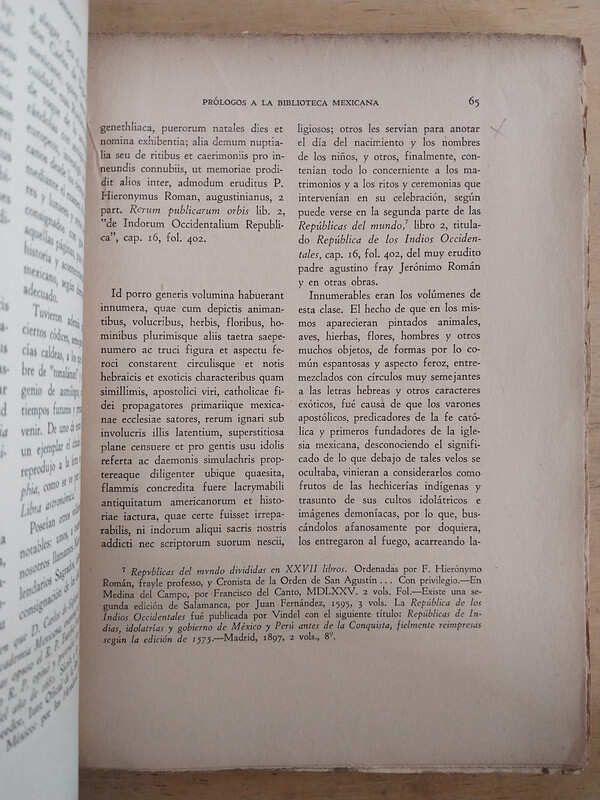 PRÓLOGOS A LA BIBLIOTECA MEXICANA 65
genethliaca, puerorum natales dies et
nomina exhibentia; alia demum nuptia-
lia seu de ritibus et caerimoniis pro in-
eundis connubiis, ut memoriae prodi-
dit alios inter, admodum eruditus P.
Hieronymus Roman, augustinianus, 2
part. Rerum publicarum orbis lib. 2,
"de Indorum Occidentalium Republi-
ca", cap. 16, fol. 402.
Id porro generis volumina habuerant
innumera, quae cum depictis animan-
tibus, volucribus, herbis, floribus, ho-
minibus plurimisque aliis taetra saepe-
numero ac truci figura et aspectu fe-
roci constarent circulisque et notis
hebraicis et exoticis characteribus quam
simillimis, apostolici viri, catholicae fi-
dei propagatores primariique mexica-
nae ecclesiae satores, rerum ignari sub
involucris illis latentium, superstitiosa
plane censuere et pro gentis usu idolis
referta ac daemonis simulachris prop-
tereaque diligenter ubique quaesita,
flammis concredita fuere lacrymabili
antiquitatum americanorum et histo-
riae iactura, quae certe fuisset irrepa-
rabilis, ni indorum aliqui sacris nostris
addicti nec scriptorum suorum nescii,
ligiosos; otros les servían para anotar
el día del nacimiento y los nombres
de los niños, y otros, finalmente, con-
tenían todo lo concerniente a los ma-
trimonios y a los ritos y ceremonias que
intervenían en su celebración, según
puede verse en la segunda parte de las
Repúblicas del mundo,⁷ libro 2, titula-
do República de los Indios Occiden-
tales, cap. 16, fol. 402, del muy erudito
padre agustino fray Jerónimo Román
y en otras obras.
Innumerables eran los volúmenes de
esta clase. El hecho de que en los mis-
mos aparecieran pintados animales,
aves, hierbas, flores, hombres y otros
muchos objetos, de formas por lo co-
mún espantosas y aspecto feroz, entre-
mezclados con círculos muy semejantes
a las letras hebreas y otros caracteres
exóticos, fué causa de que los varones
apostólicos, predicadores de la fe cató-
lica y primeros fundadores de la igle-
sia mexicana, desconociendo el signifi-
cado de lo que debajo de tales velos se
ocultaba, vinieran a considerarlos como
frutos de las hechicerías indígenas y
trasunto de sus cultos idolátricos e
imágenes demoníacas, por lo que, bus-
cándolos afanosamente por doquiera,
los entregaron al fuego, acarreando la-
⁷ Repvblicas del mvndo divididas en XXVII libros. Ordenadas por F. Hierónymo
Román, frayle professo, y Cronista de la Orden de San Agustín... Con privilegio.—En
Medina del Campo, por Francisco del Canto, MDLXXV. 2 vols. Fol.—Existe una se-
gunda edición de Salamanca, por Juan Fernández, 1595, 3 vols. La República de los
Indios Occidentales fué publicada por Vindel con el siguiente título: Repúblicas de In-
dias, idolatrías y gobierno de México y Perú antes de la Conquista, fielmente reimpresas
según la edición de 1575.—Madrid, 1897, 2 vols., 8º.